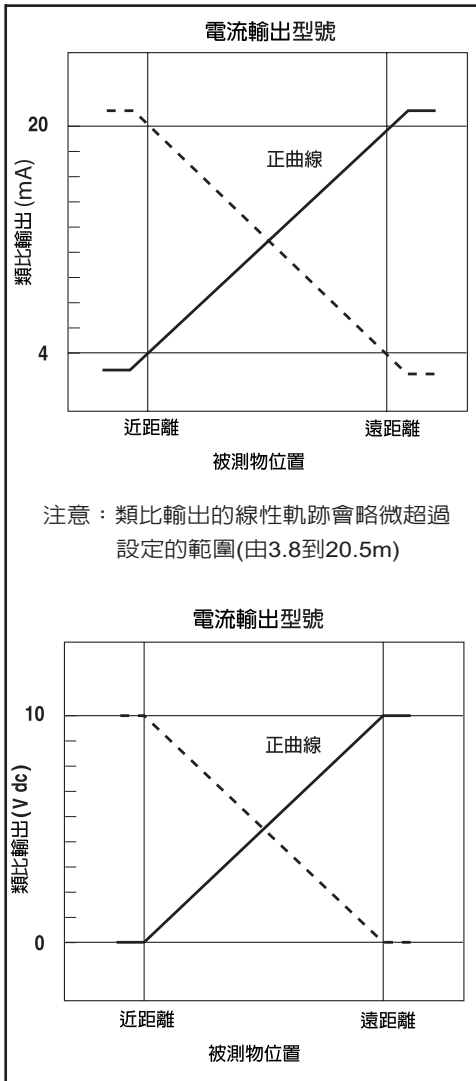 電流輸出型號
20
正曲線
類比輸出 (mA)
4
近距離
遠距離
被測物位置
注意：類比輸出的線性軌跡會略微超過
設定的範圍(由3.8到20.5m)
電流輸出型號
10
正曲線
類比輸出 (V dc)
0
近距離
遠距離
被測物位置